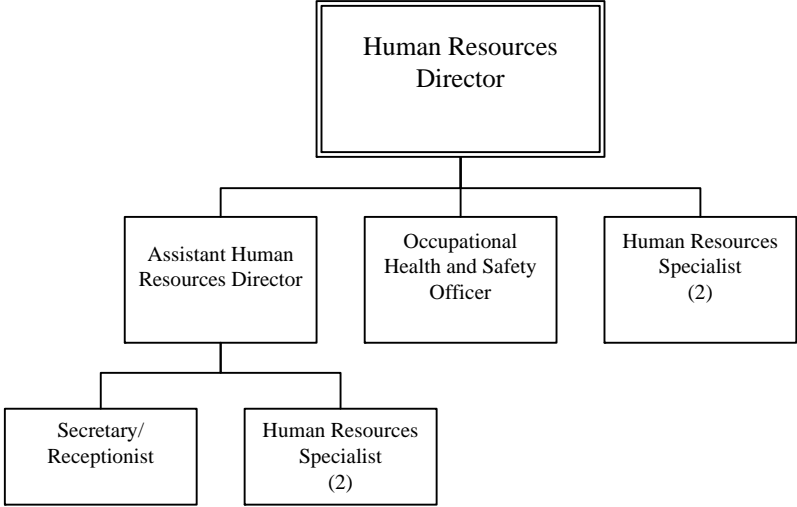 Human Resources
Director
Assistant Human
Resources Director
Occupational
Health and Safety
Officer
Human Resources
Specialist
(2)
Secretary/
Receptionist
Human Resources
Specialist
(2)